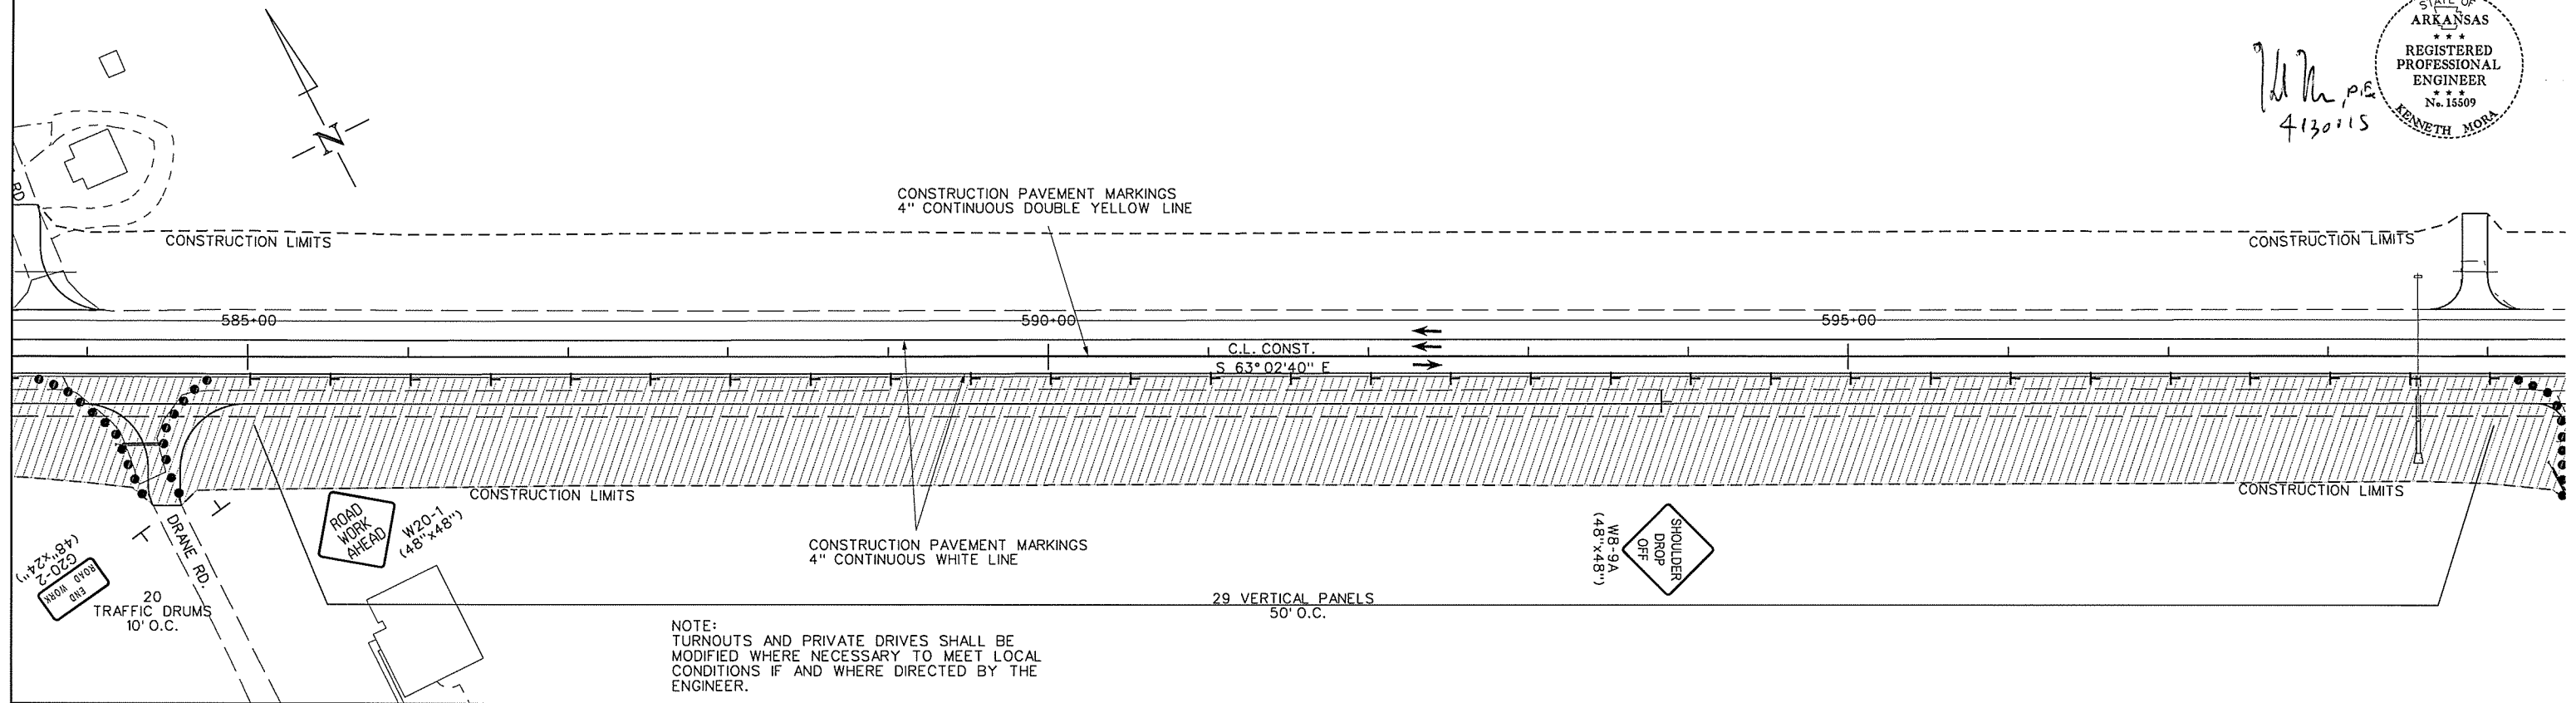 STATE OF
ARKANSAS
* * *
REGISTERED
PROFESSIONAL
ENGINEER
* * *
No. 15509
KENNETH MORA
P.E.
N
RD
CONSTRUCTION PAVEMENT MARKINGS
4" CONTINUOUS DOUBLE YELLOW LINE
CONSTRUCTION LIMITS
CONSTRUCTION LIMITS
585+00
590+00
595+00
C.L. CONST.
S 63° 02'40" E
CONSTRUCTION LIMITS
CONSTRUCTION LIMITS
DRANE RD.
ROAD
WORK
AHEAD
W20-1
(48"x48")
END
ROAD WORK
G20-2
(48"x24")
20
TRAFFIC DRUMS
10' O.C.
CONSTRUCTION PAVEMENT MARKINGS
4" CONTINUOUS WHITE LINE
SHOULDER
DROP
OFF
W8-9A
(48"x48")
29 VERTICAL PANELS
50' O.C.
NOTE:
TURNOUTS AND PRIVATE DRIVES SHALL BE
MODIFIED WHERE NECESSARY TO MEET LOCAL
CONDITIONS IF AND WHERE DIRECTED BY THE
ENGINEER.